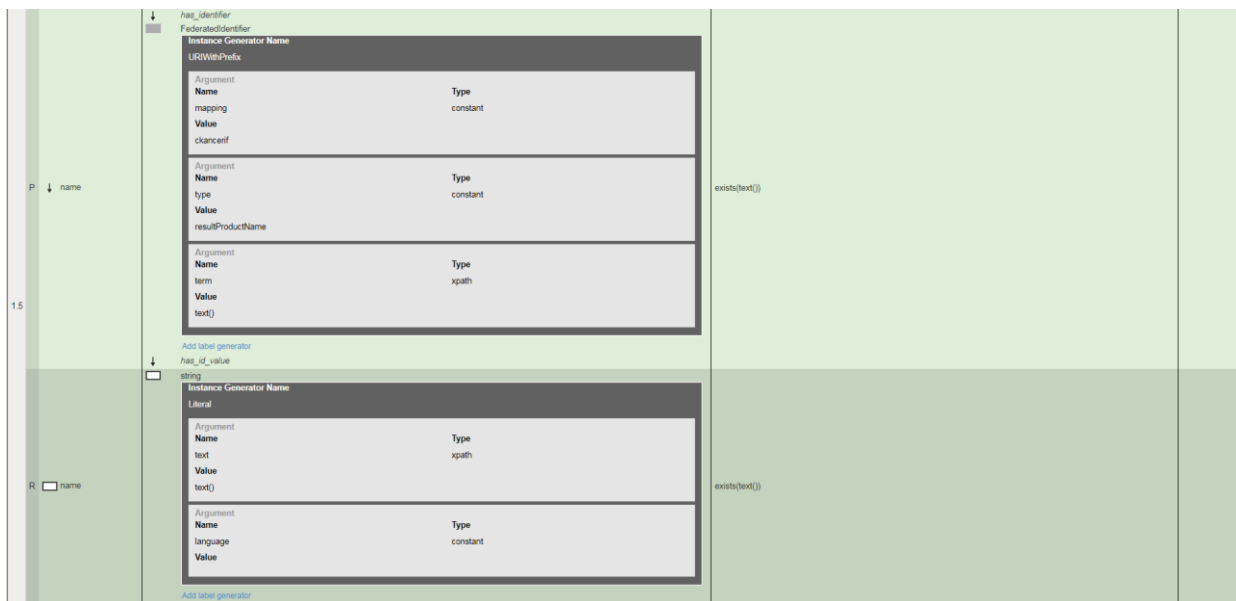 has_identifier
FederatedIdentifier
Instance Generator Name
URIWithPrefix
Argument
Name Type
mapping constant
Value
ckancerif
Argument
Name Type
P name type constant exists(text())
Value
resultProductName
Argument
Name Type
term xpath
Value
1.5
text()
Add label generator
has_id_value
string
Instance Generator Name
Literal
Argument
Name Type
text xpath
Value
R name text() exists(text())
Argument
Name Type
language constant
Value
Add label generator